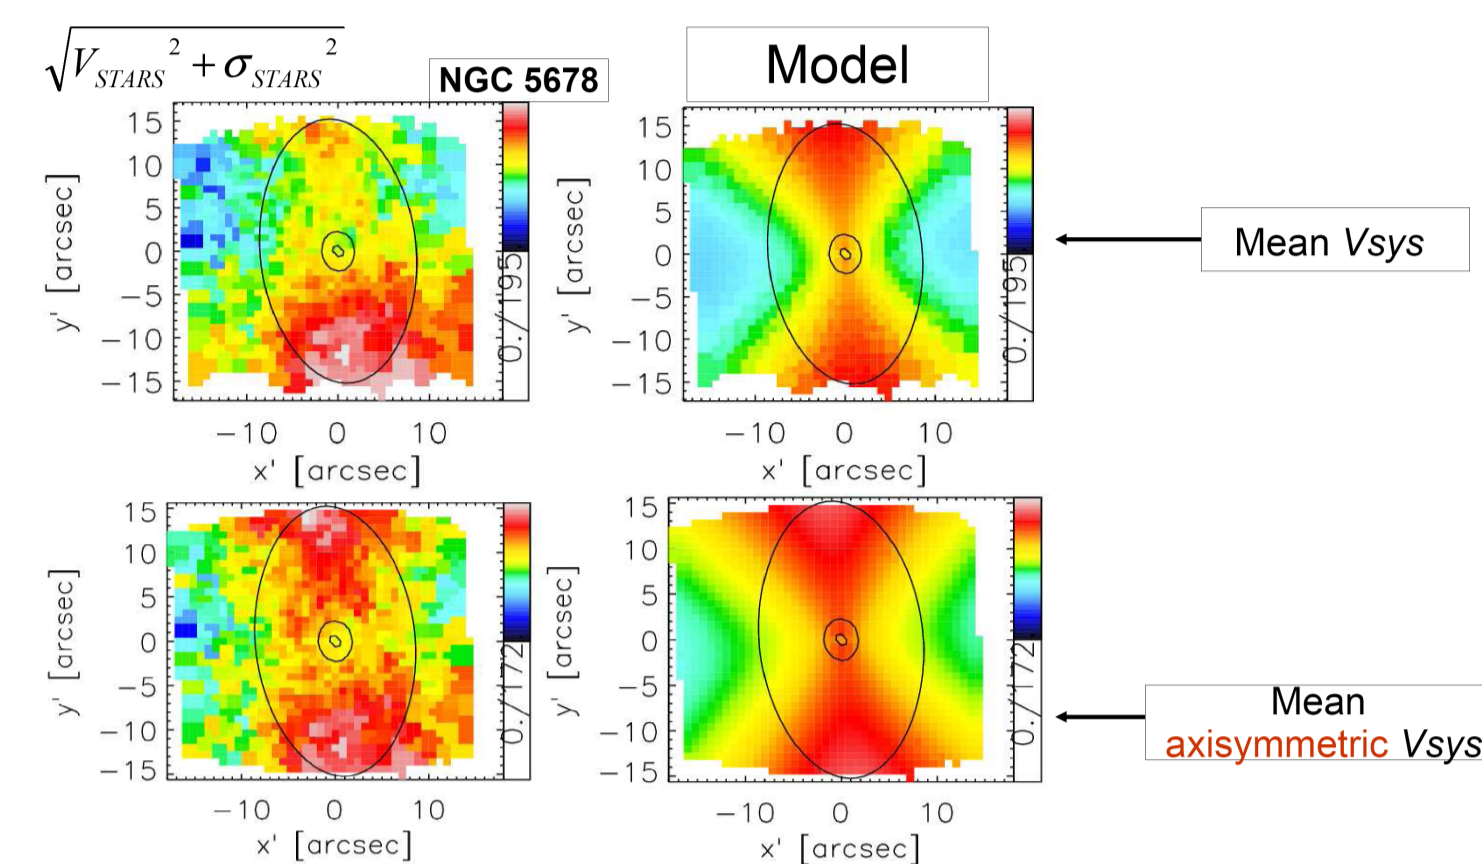 √V_STARS² + σ_STARS²
NGC 5678
Model
15
10
5
0
−5
−10
−15
y' [arcsec]
−10 0 10
x' [arcsec]
0./165
15
10
5
0
−5
−10
−15
y' [arcsec]
−10 0 10
x' [arcsec]
0./165
Mean Vsys
15
10
5
0
−5
−10
−15
y' [arcsec]
−10 0 10
x' [arcsec]
0./172
15
10
5
0
−5
−10
−15
y' [arcsec]
−10 0 10
x' [arcsec]
0./172
Mean
axisymmetric Vsys